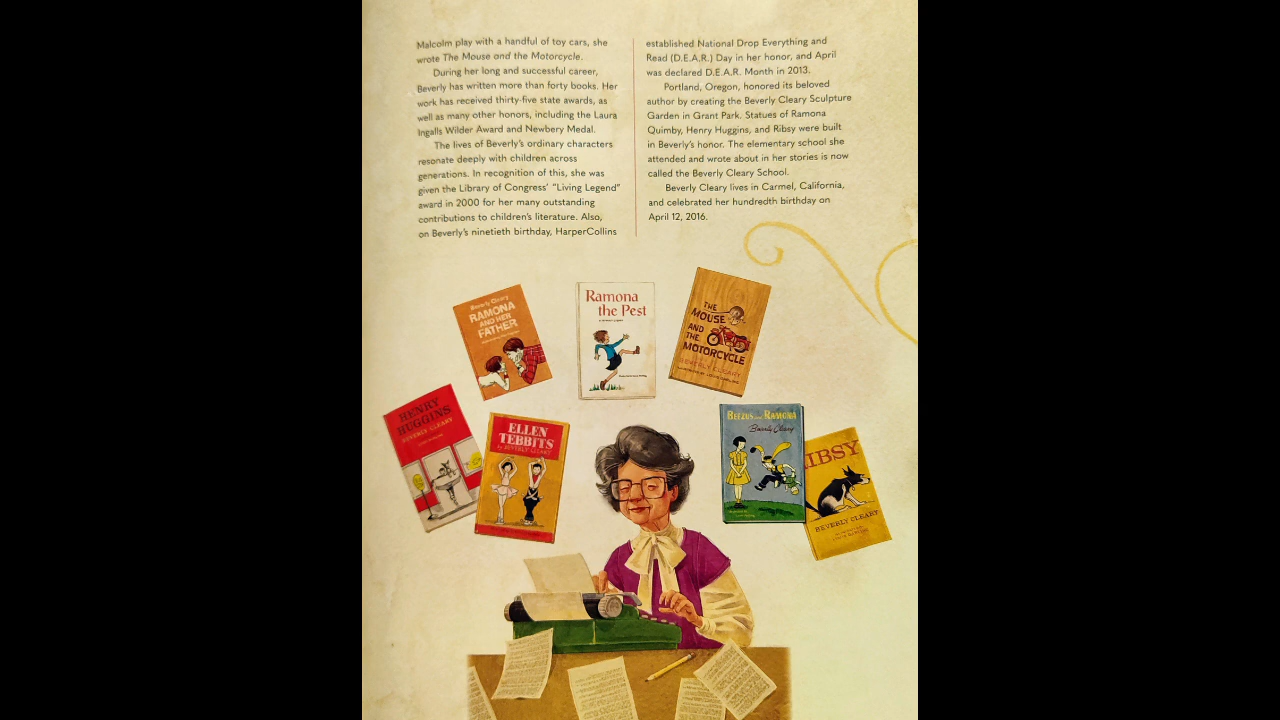 Malcolm play with a handful of toy cars, she
wrote The Mouse and the Motorcycle.
During her long and successful career,
Beverly has written more than forty books. Her
work has received thirty-five state awards, as
well as many other honors, including the Laura
Ingalls Wilder Award and Newbery Medal.
The lives of Beverly's ordinary characters
resonate deeply with children across
generations. In recognition of this, she was
given the Library of Congress' "Living Legend"
award in 2000 for her many outstanding
contributions to children's literature. Also,
on Beverly's ninetieth birthday, HarperCollins
established National Drop Everything and
Read (D.E.A.R.) Day in her honor, and April
was declared D.E.A.R. Month in 2013.
Portland, Oregon, honored its beloved
author by creating the Beverly Cleary Sculpture
Garden in Grant Park. Statues of Ramona
Quimby, Henry Huggins, and Ribsy were built
in Beverly's honor. The elementary school she
attended and wrote about in her stories is now
called the Beverly Cleary School.
Beverly Cleary lives in Carmel, California,
and celebrated her hundredth birthday on
April 12, 2016.
Beverly Cleary
RAMONA
AND HER
FATHER
Ramona
the Pest
THE
MOUSE
AND
THE
MOTORCYCLE
BEVERLY CLEARY
HENRY
HUGGINS
BEVERLY CLEARY
ELLEN
TEBBITS
by BEVERLY CLEARY
BEEZUS and RAMONA
Beverly Cleary
RIBSY
BEVERLY CLEARY